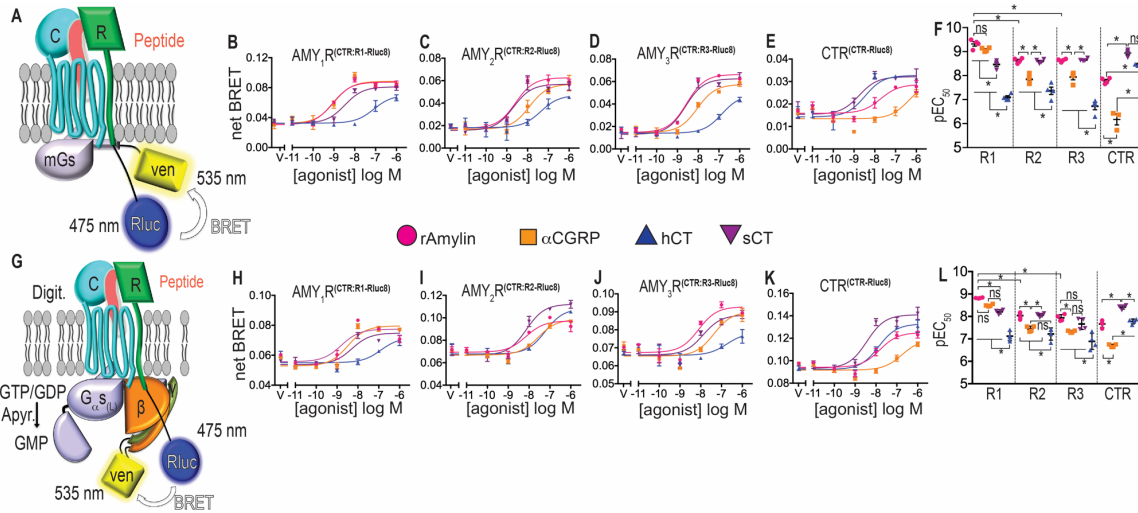 A
C
R
Peptide
mGs
ven
535 nm
475 nm
Rluc
BRET
B
AMY1R(CTR:R1-Rluc8)
net BRET
0.12
0.08
0.04
0.00
V -11 -10 -9 -8 -7 -6
[agonist] log M
C
AMY2R(CTR:R2-Rluc8)
0.08
0.06
0.04
0.02
0.00
V -11 -10 -9 -8 -7 -6
[agonist] log M
D
AMY3R(CTR:R3-Rluc8)
0.08
0.06
0.04
0.02
0.00
V -11 -10 -9 -8 -7 -6
[agonist] log M
E
CTR(CTR-Rluc8)
0.04
0.03
0.02
0.01
0.00
V -11 -10 -9 -8 -7 -6
[agonist] log M
F
pEC50
10
9
8
7
6
5
*
ns
*
* *
* *
* ns
*
*
*
*
*
*
*
*
R1 R2 R3 CTR
rAmylin
αCGRP
hCT
sCT
G
Digit.
C
R
Peptide
GTP/GDP
Apyr.
GMP
Gαs(L)
β
475 nm
Rluc
ven
535 nm
BRET
H
AMY1R(CTR:R1-Rluc8)
net BRET
0.10
0.08
0.06
0.04
V -11 -10 -9 -8 -7 -6
[agonist] log M
I
AMY2R(CTR:R2-Rluc8)
0.12
0.10
0.08
0.06
0.04
V -11 -10 -9 -8 -7 -6
[agonist] log M
J
AMY3R(CTR:R3-Rluc8)
0.10
0.09
0.08
0.07
0.06
0.05
V -11 -10 -9 -8 -7 -6
[agonist] log M
K
CTR(CTR-Rluc8)
0.16
0.14
0.12
0.10
0.08
V -11 -10 -9 -8 -7 -6
[agonist] log M
L
pEC50
10
9
8
7
6
5
*
*
*
ns
ns
*
* *
ns
*
ns
*
ns
*
* *
*
*
R1 R2 R3 CTR